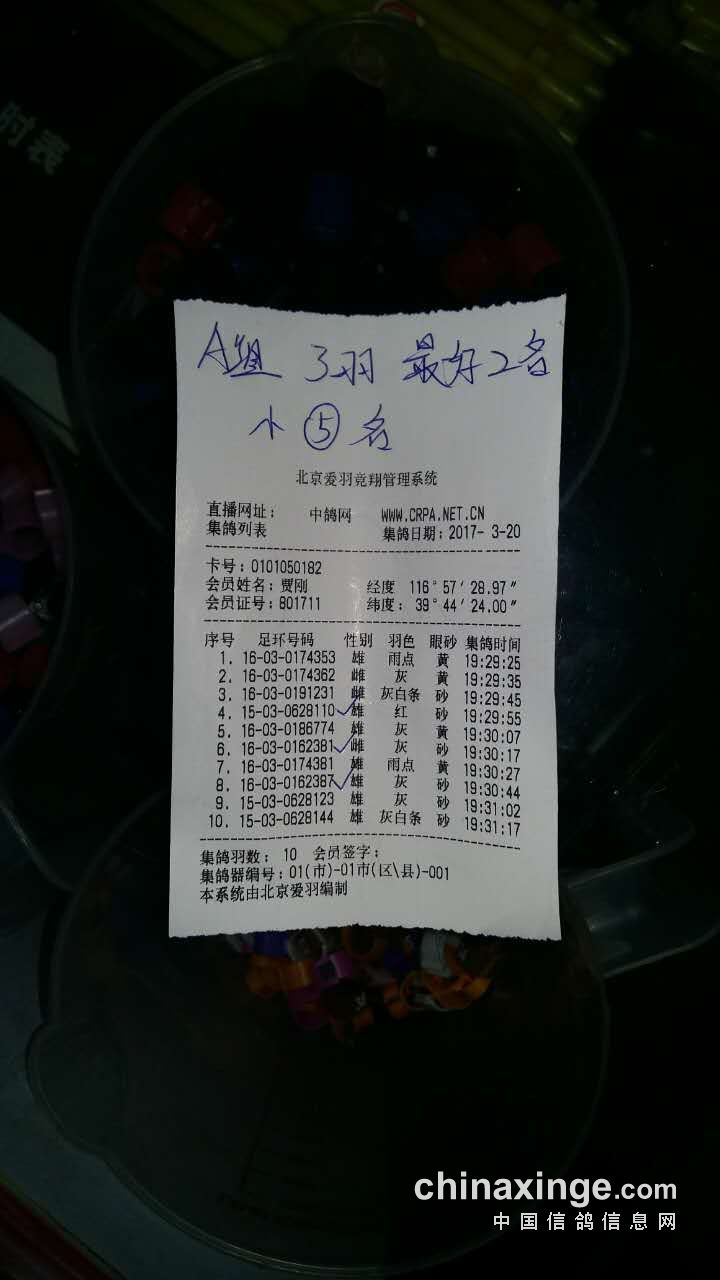 时表
A组 3羽 最好2名
小⑤名
北京爱羽竞翔管理系统
直播网址: 中鸽网 WWW.CRPA.NET.CN
集鸽列表 集鸽日期: 2017- 3-20
卡号: 0101050182
会员姓名: 贾刚 经度 116°57′28.97″
会员证号: 801711 纬度: 39°44′24.00″
序号 足环号码 性别 羽色 眼砂 集鸽时间
1. 16-03-0174353 雄 雨点 黄 19:29:25
2. 16-03-0174362 雌 灰 黄 19:29:35
3. 16-03-0191231 雌 灰白条 砂 19:29:45
4. 15-03-0628110 雄 红 砂 19:29:55
5. 16-03-0186774 雄 灰 黄 19:30:07
6. 16-03-0162381 雌 灰 砂 19:30:17
7. 16-03-0174381 雄 雨点 黄 19:30:27
8. 16-03-0162387 雄 灰 砂 19:30:44
9. 15-03-0628123 雄 灰 砂 19:31:02
10. 15-03-0628144 雄 灰白条 砂 19:31:17
集鸽羽数: 10 会员签字:
集鸽器编号: 01(市)-01市(区\县)-001
本系统由北京爱羽编制
chinaxinge.com
中国信鸽信息网